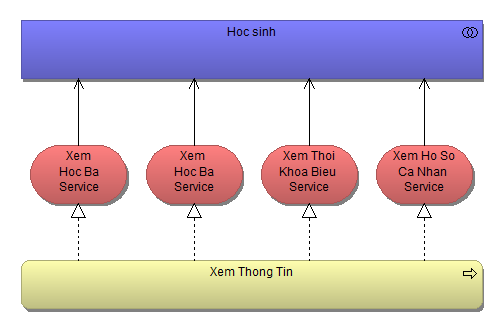 Hoc sinh
Xem
Hoc Ba
Service
Xem
Hoc Ba
Service
Xem Thoi
Khoa Bieu
Service
Xem Ho So
Ca Nhan
Service
Xem Thong Tin